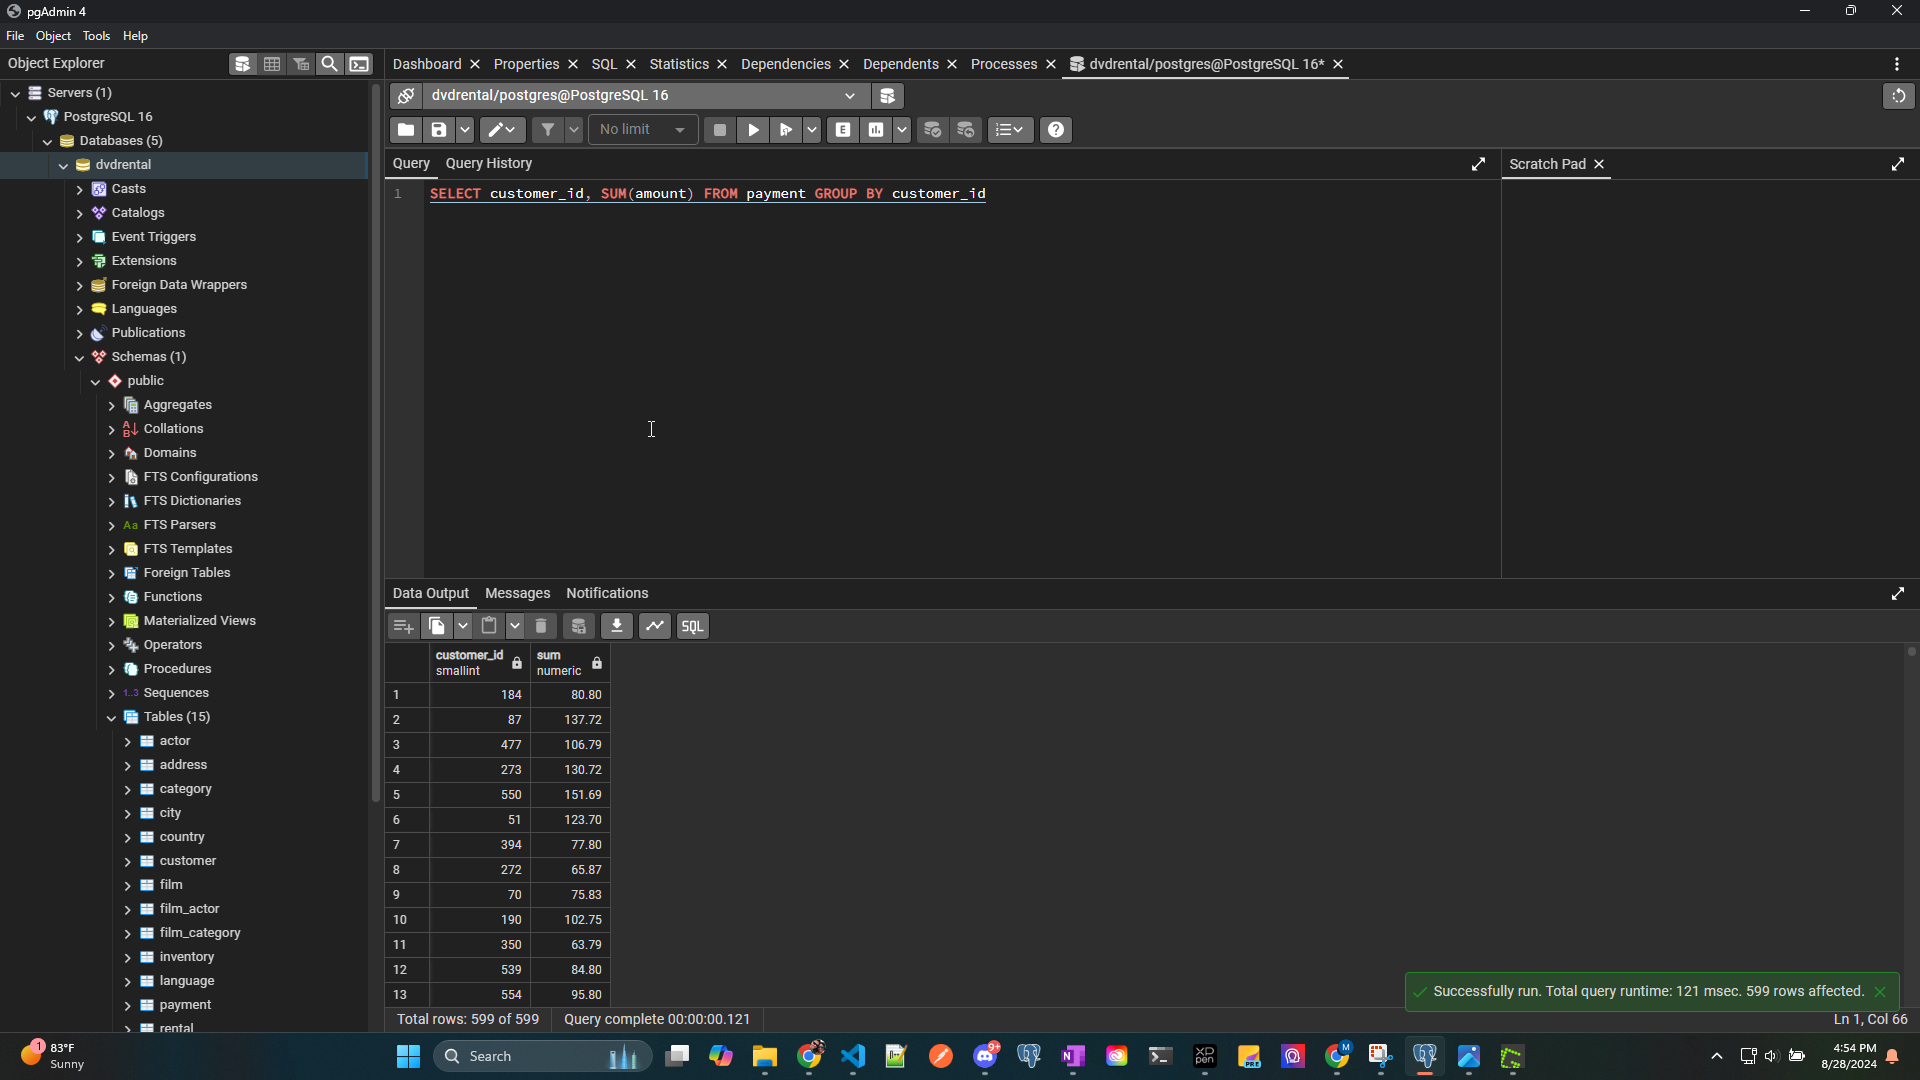 pgAdmin 4
File Object Tools Help
Object Explorer
Dashboard Properties SQL Statistics Dependencies Dependents Processes dvdrental/postgres@PostgreSQL 16*
Servers (1)
PostgreSQL 16
Databases (5)
dvdrental
Casts
Catalogs
Event Triggers
Extensions
Foreign Data Wrappers
Languages
Publications
Schemas (1)
public
Aggregates
Collations
Domains
FTS Configurations
FTS Dictionaries
Aa FTS Parsers
FTS Templates
Foreign Tables
Functions
Materialized Views
Operators
Procedures
1..3 Sequences
Tables (15)
actor
address
category
city
country
customer
film
film_actor
film_category
inventory
language
payment
rental
dvdrental/postgres@PostgreSQL 16
No limit
E
Query Query History
Scratch Pad
1 SELECT customer_id, SUM(amount) FROM payment GROUP BY customer_id
Data Output Messages Notifications
SQL
customer_id smallint
sum numeric
1 184 80.80
2 87 137.72
3 477 106.79
4 273 130.72
5 550 151.69
6 51 123.70
7 394 77.80
8 272 65.87
9 70 75.83
10 190 102.75
11 350 63.79
12 539 84.80
13 554 95.80
Successfully run. Total query runtime: 121 msec. 599 rows affected.
Total rows: 599 of 599 Query complete 00:00:00.121
Ln 1, Col 66
1
83°F
Sunny
Search
9+
xp pen
PRE
M
4:54 PM
8/28/2024